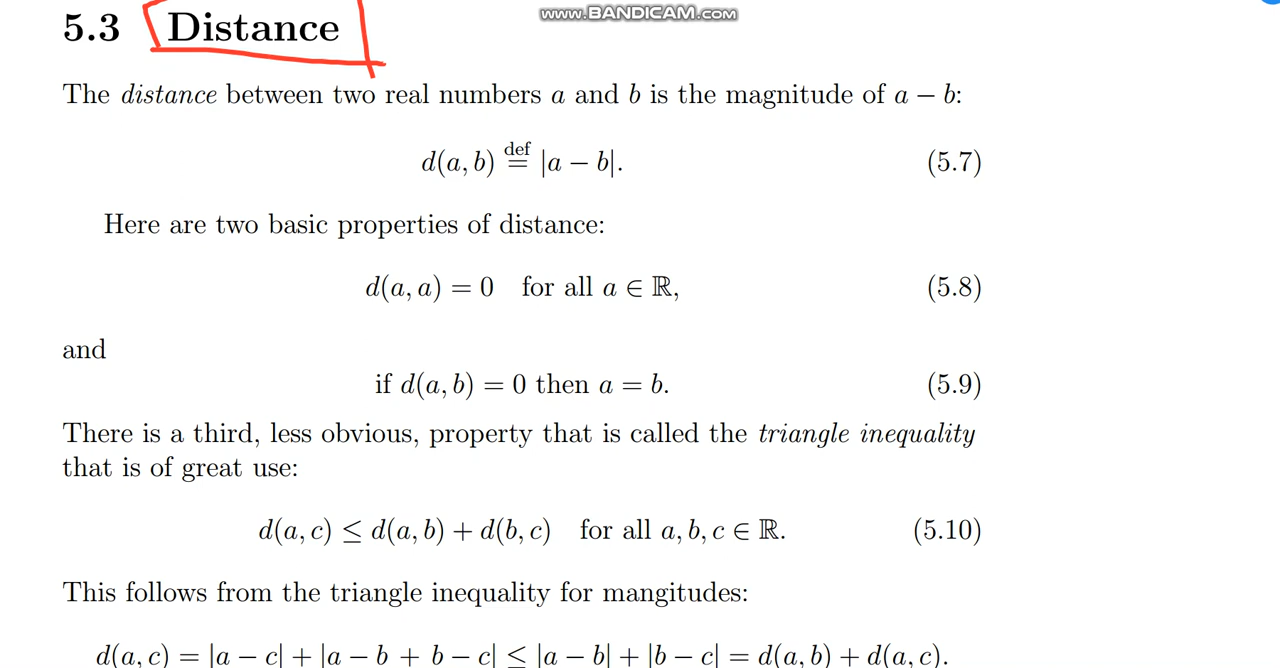 www.BANDICAM.com
5.3 Distance
The distance between two real numbers a and b is the magnitude of a − b:
d(a, b) def= |a − b|. (5.7)
Here are two basic properties of distance:
d(a, a) = 0 for all a ∈ ℝ, (5.8)
and
if d(a, b) = 0 then a = b. (5.9)
There is a third, less obvious, property that is called the triangle inequality
that is of great use:
d(a, c) ≤ d(a, b) + d(b, c) for all a, b, c ∈ ℝ. (5.10)
This follows from the triangle inequality for mangitudes:
d(a, c) = |a − c| + |a − b + b − c| ≤ |a − b| + |b − c| = d(a, b) + d(a, c).